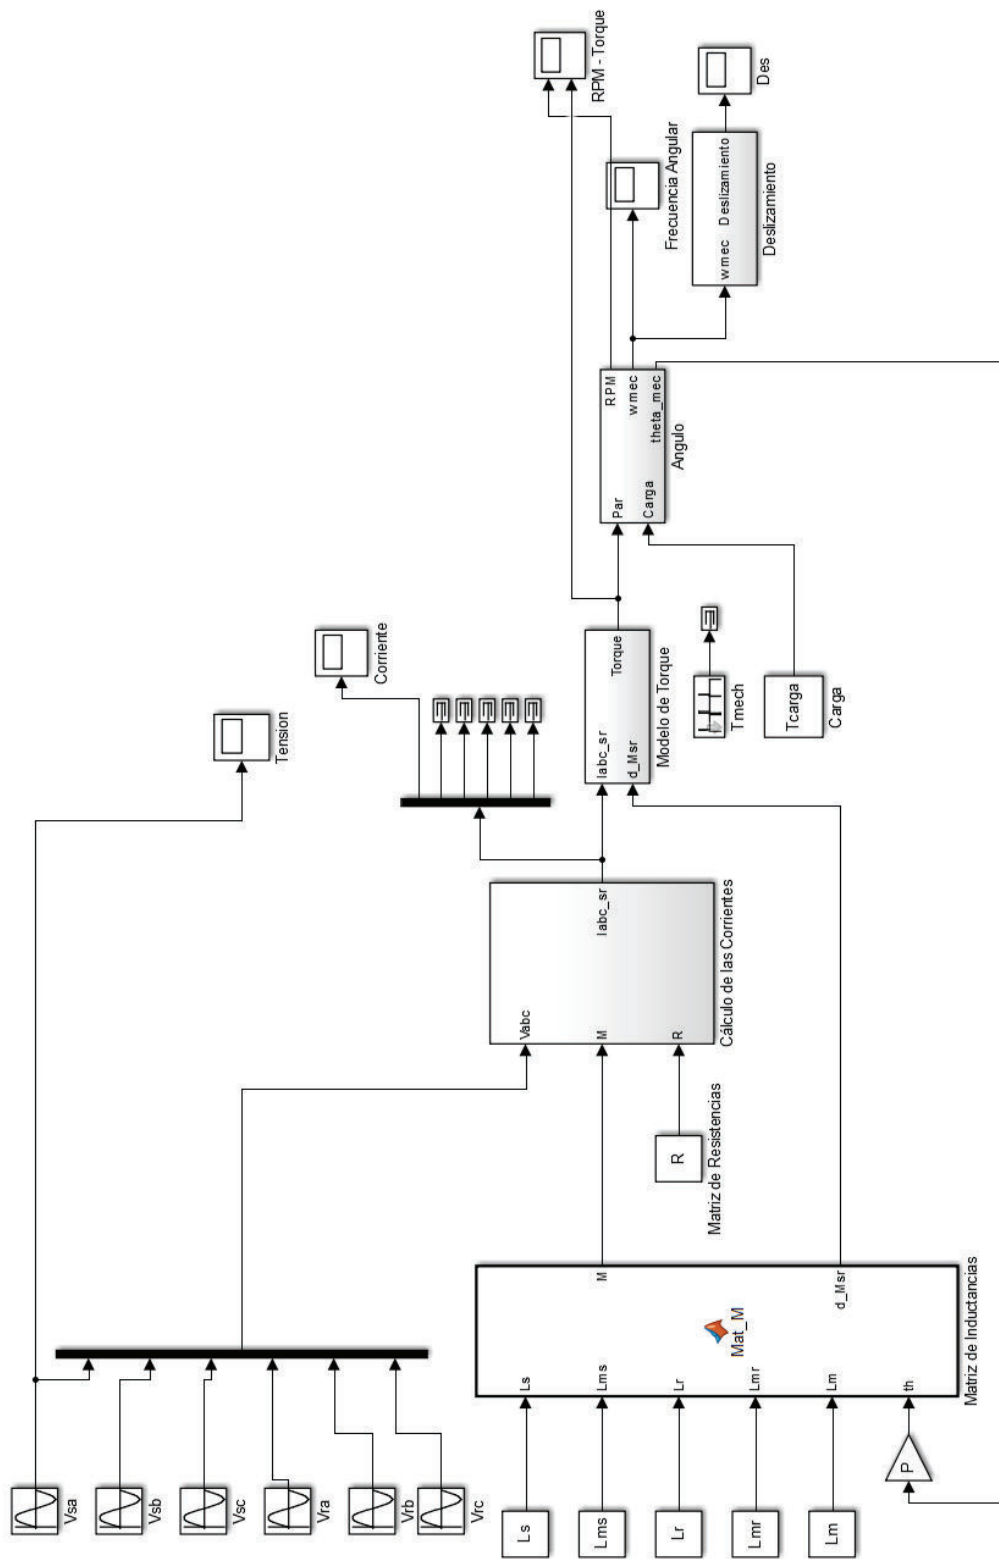 Vsa
Vsb
Vsc
Vra
Vrb
Vrc
Tension
Corriente
Ls
Lms
Lr
Lmr
Lm
P
Ls
Lms
Lr
Lmr
Lm
th
Mat_M
M
d_Msr
Matriz de Inductancias
R
Matriz de Resistencias
Vabc
M
R
Iabc_sr
Cálculo de las Corrientes
Iabc_sr
d_Msr
Torque
Modelo de Torque
Tmech
Tcarga
Carga
Par
Carga
RPM
wmec
theta_mec
Angulo
RPM - Torque
Frecuencia Angular
wmec
Deslizamiento
Deslizamiento
Des